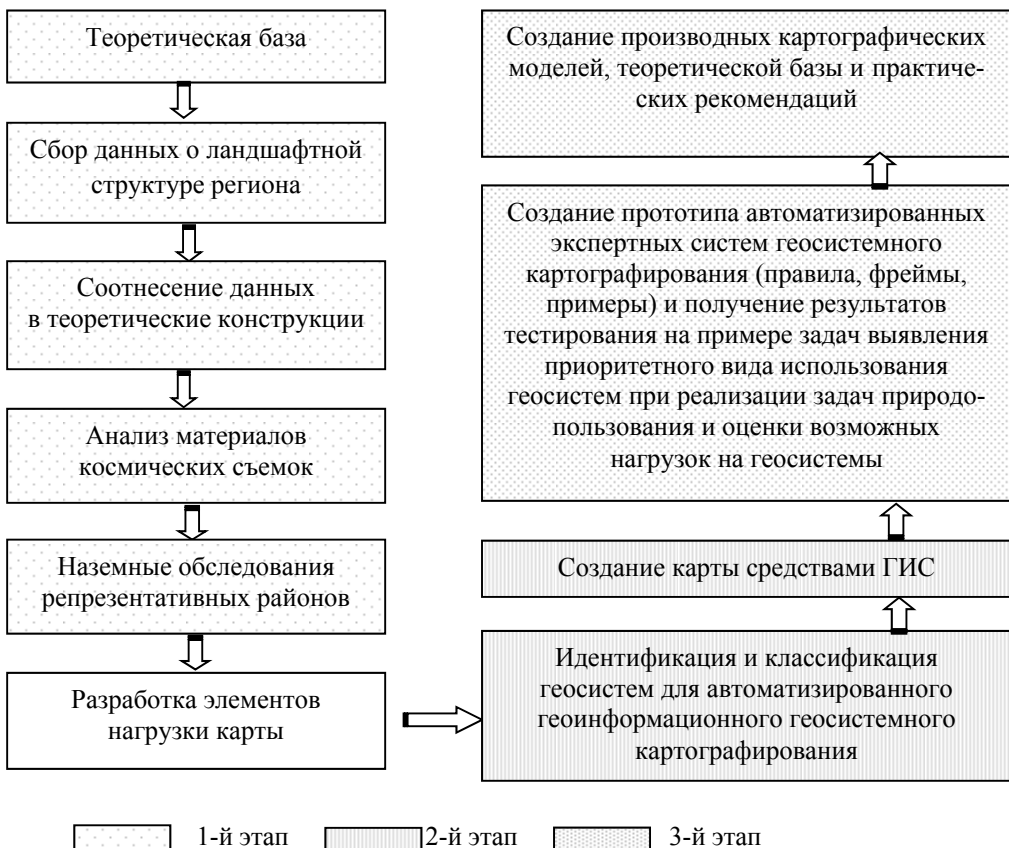 Теоретическая база
Сбор данных о ландшафтной
структуре региона
Соотнесение данных
в теоретические конструкции
Анализ материалов
космических съемок
Наземные обследования
репрезентативных районов
Разработка элементов
нагрузки карты
Создание производных картографических
моделей, теоретической базы и практиче-
ских рекомендаций
Создание прототипа автоматизированных
экспертных систем геосистемного
картографирования (правила, фреймы,
примеры) и получение результатов
тестирования на примере задач выявления
приоритетного вида использования
геосистем при реализации задач природо-
пользования и оценки возможных
нагрузок на геосистемы
Создание карты средствами ГИС
Идентификация и классификация
геосистем для автоматизированного
геоинформационного геосистемного
картографирования
1-й этап
2-й этап
3-й этап